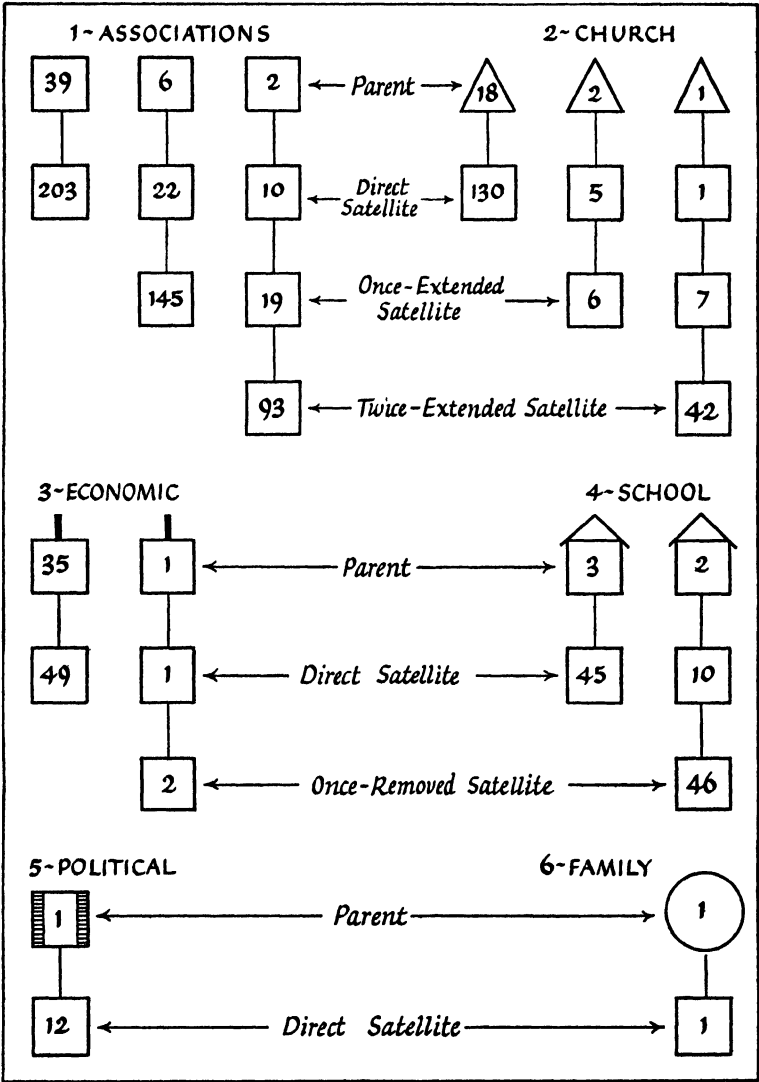 1-ASSOCIATIONS 2-CHURCH
39 6 2 Parent 18 2 1
203 22 10 Direct Satellite 130 5 1
145 19 Once-Extended Satellite 6 7
93 Twice-Extended Satellite 42
3-ECONOMIC 4-SCHOOL
35 1 Parent 3 2
49 1 Direct Satellite 45 10
2 Once-Removed Satellite 46
5-POLITICAL 6-FAMILY
1 Parent 1
12 Direct Satellite 1